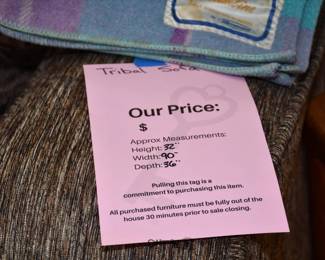 Tribal Sofa
Our Price:
$
Approx Measurements:
Height: 32"
Width: 90"
Depth: 36"
Pulling this tag is a
commitment to purchasing this item.
All purchased furniture must be fully out of the
house 30 minutes prior to sale closing.